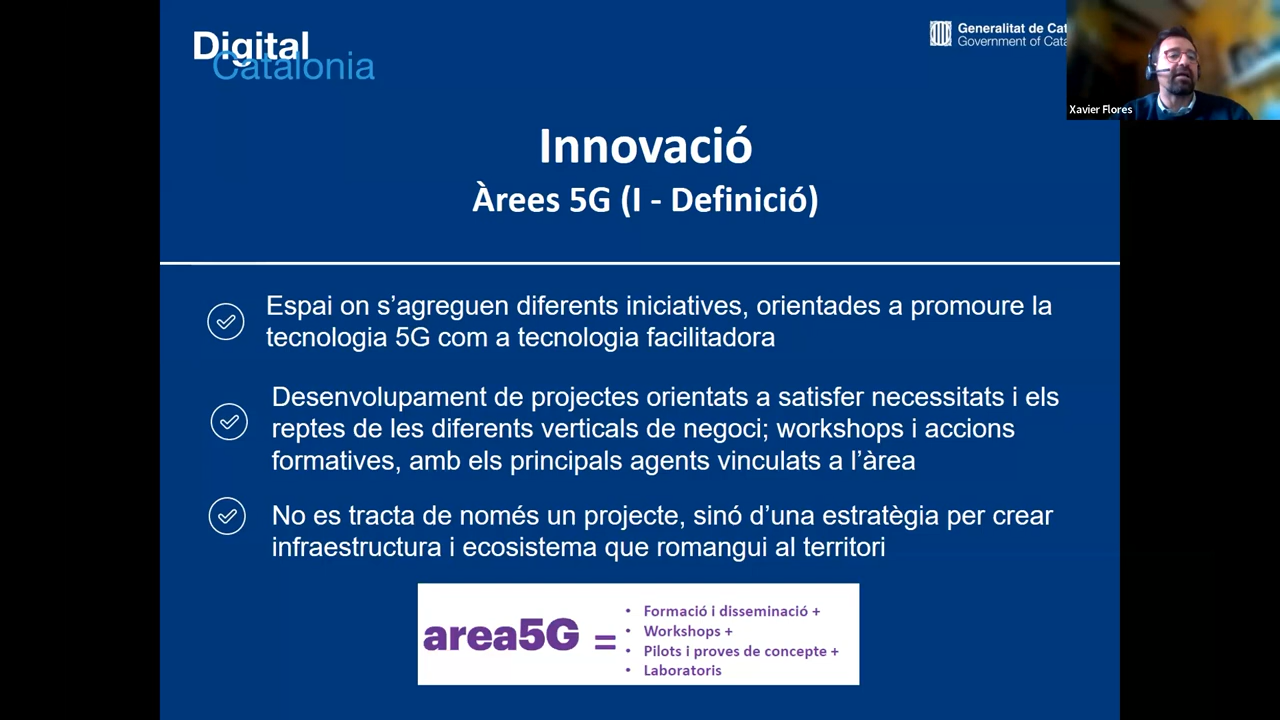 Digital
Catalonia
Generalitat de Cat
Government of Cata
Xavier Flores
Innovació
Àrees 5G (I - Definició)
Espai on s’agreguen diferents iniciatives, orientades a promoure la
tecnologia 5G com a tecnologia facilitadora
Desenvolupament de projectes orientats a satisfer necessitats i els
reptes de les diferents verticals de negoci; workshops i accions
formatives, amb els principals agents vinculats a l’àrea
No es tracta de només un projecte, sinó d’una estratègia per crear
infraestructura i ecosistema que romangui al territori
area5G =
• Formació i disseminació +
• Workshops +
• Pilots i proves de concepte +
• Laboratoris